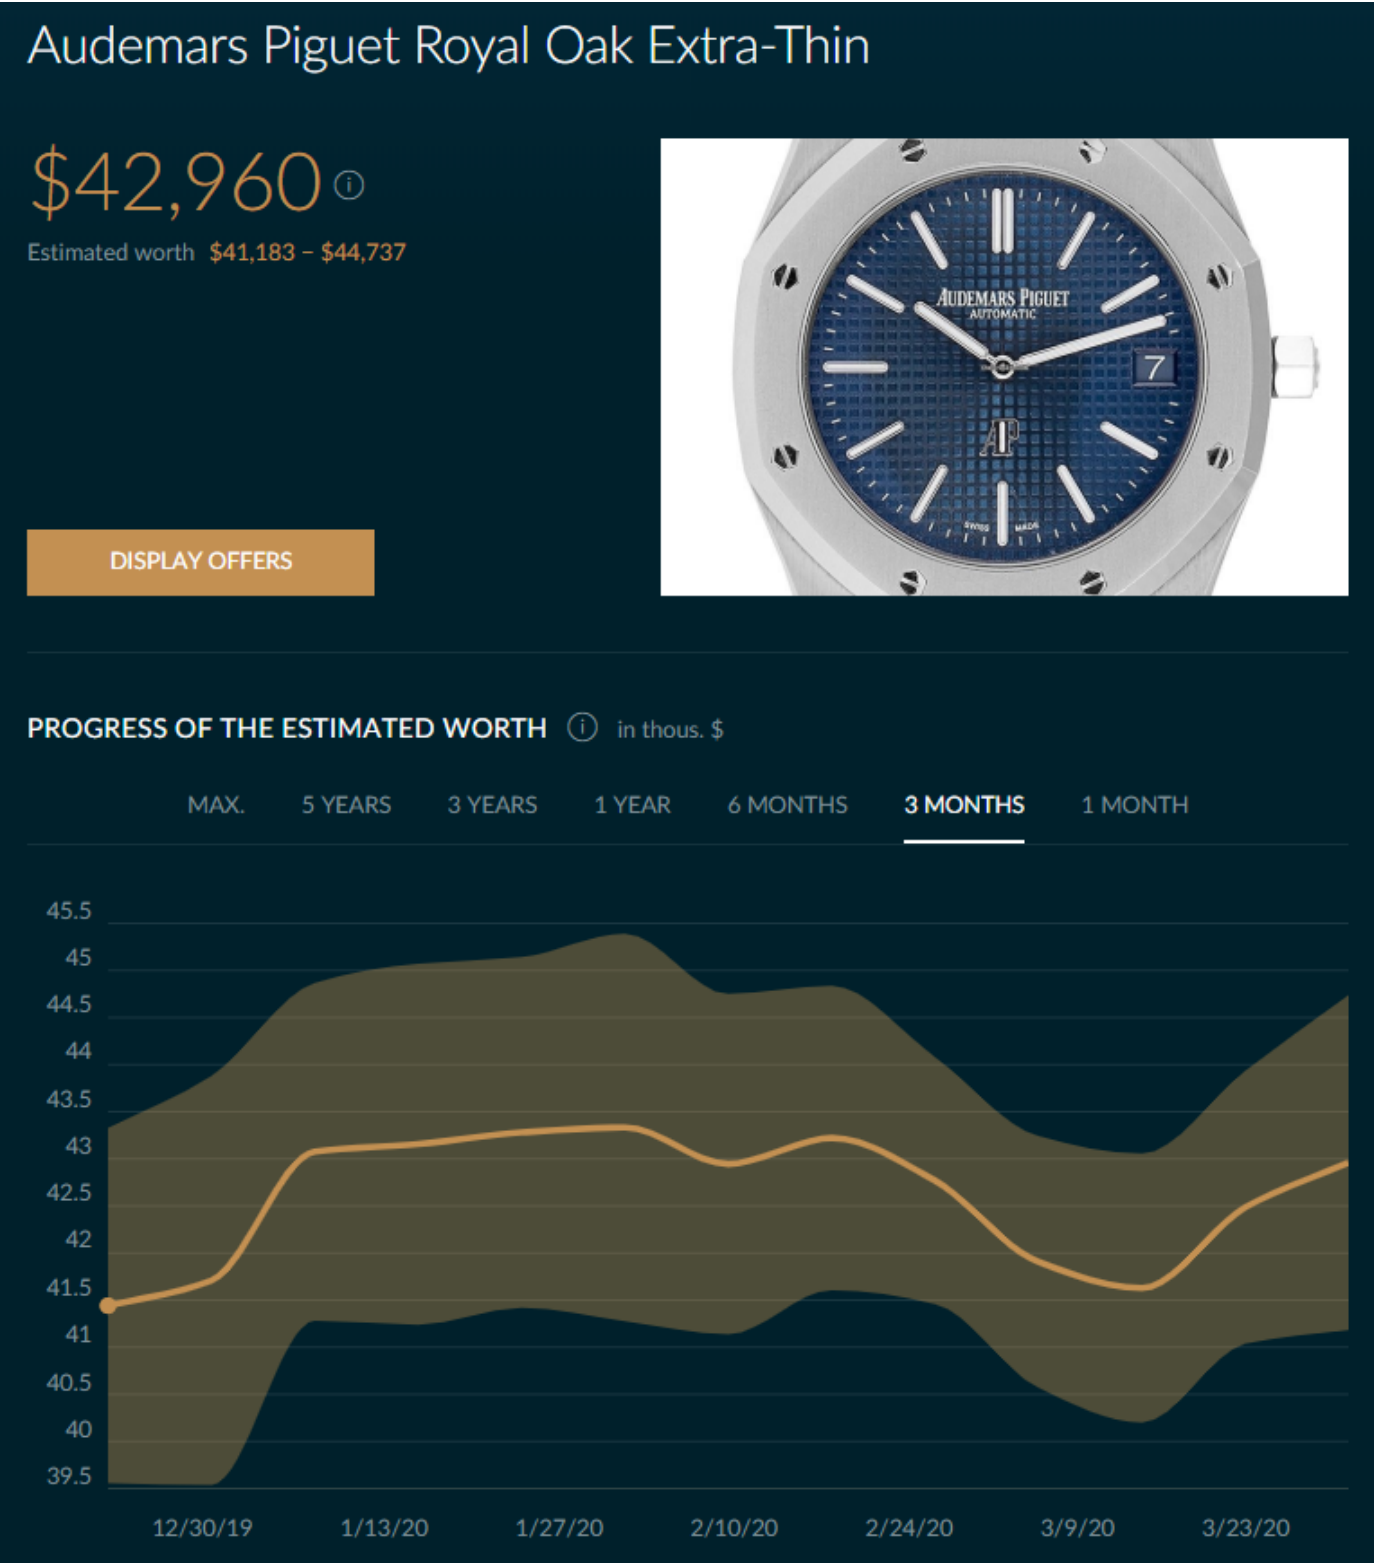 Audemars Piguet Royal Oak Extra-Thin
$42,960 i
Estimated worth $41,183 – $44,737
AUDEMARS PIGUET
AUTOMATIC
7
AP
SWISS MADE
DISPLAY OFFERS
PROGRESS OF THE ESTIMATED WORTH i in thous. $
MAX. 5 YEARS 3 YEARS 1 YEAR 6 MONTHS 3 MONTHS 1 MONTH
45.5
45
44.5
44
43.5
43
42.5
42
41.5
41
40.5
40
39.5
12/30/19 1/13/20 1/27/20 2/10/20 2/24/20 3/9/20 3/23/20